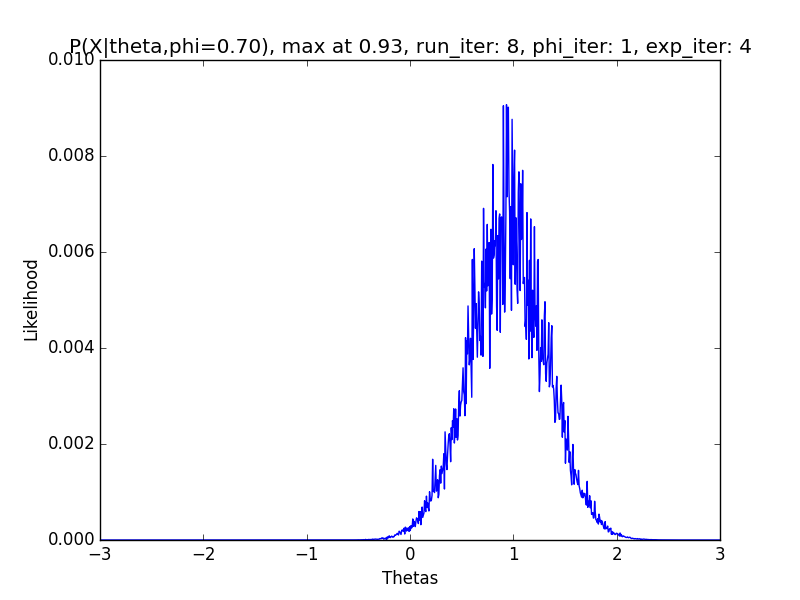 P(X|theta,phi=0.70), max at 0.93, run_iter: 8, phi_iter: 1, exp_iter: 4
0.010
0.008
0.006
0.004
0.002
0.000
Likelihood
−3 −2 −1 0 1 2 3
Thetas